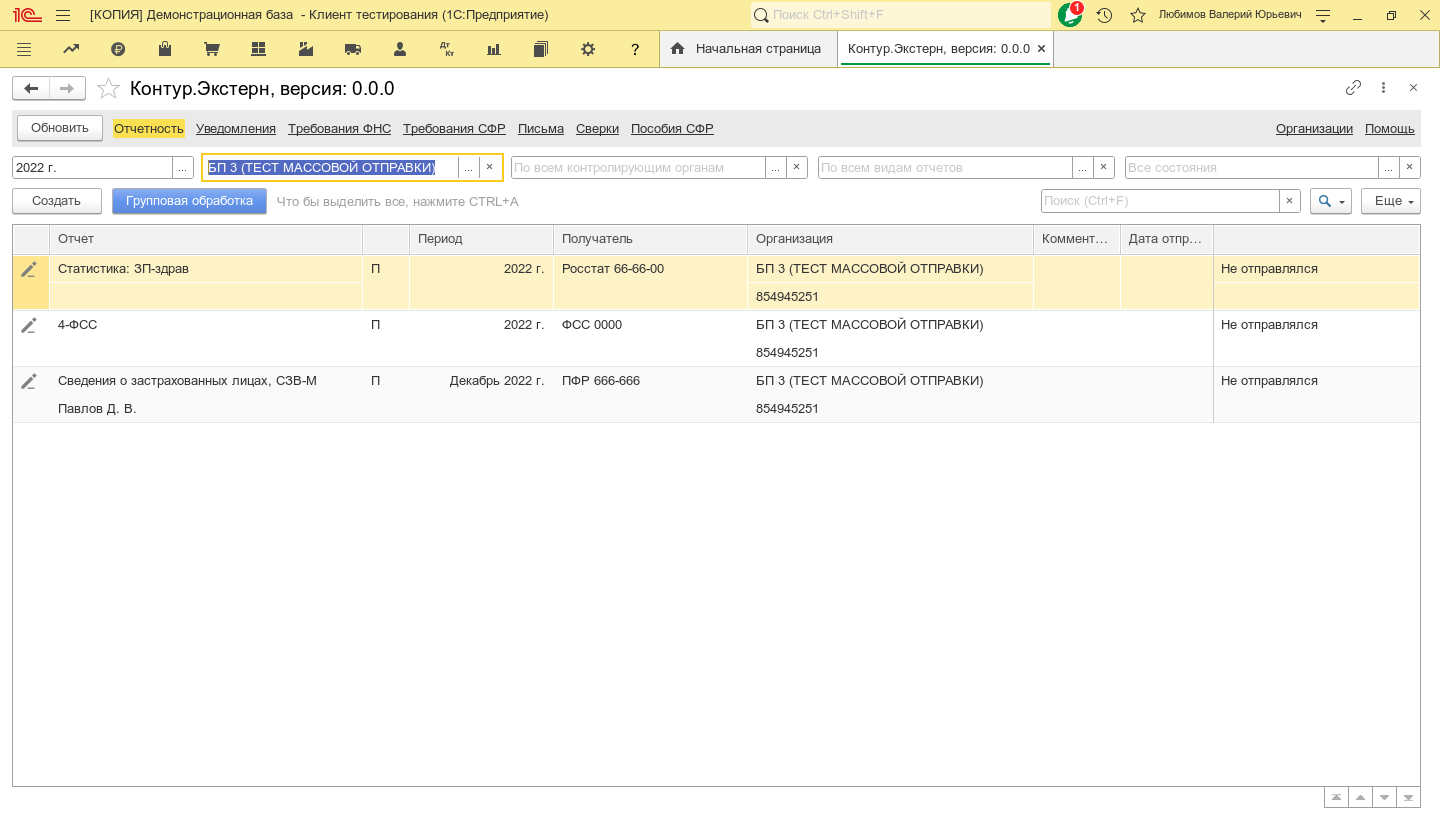 [КОПИЯ] Демонстрационная база - Клиент тестирования (1С:Предприятие)
Поиск Ctrl+Shift+F
1
Любимов Валерий Юрьевич
Дт Кт
?
Начальная страница
Контур.Экстерн, версия: 0.0.0
Контур.Экстерн, версия: 0.0.0
Обновить Отчетность Уведомления Требования ФНС Требования СФР Письма Сверки Пособия СФР Организации Помощь
2022 г. ... БП 3 (ТЕСТ МАССОВОЙ ОТПРАВКИ) ... × По всем контролирующим органам ... × По всем видам отчетов ... × Все состояния ... ×
Создать Групповая обработка Что бы выделить все, нажмите CTRL+A Поиск (Ctrl+F) × Еще
Отчет Период Получатель Организация Коммент... Дата отпр...
Статистика: ЗП-здрав П 2022 г. Росстат 66-66-00 БП 3 (ТЕСТ МАССОВОЙ ОТПРАВКИ) Не отправлялся
854945251
4-ФСС П 2022 г. ФСС 0000 БП 3 (ТЕСТ МАССОВОЙ ОТПРАВКИ) Не отправлялся
854945251
Сведения о застрахованных лицах, СЗВ-М П Декабрь 2022 г. ПФР 666-666 БП 3 (ТЕСТ МАССОВОЙ ОТПРАВКИ) Не отправлялся
Павлов Д. В. 854945251